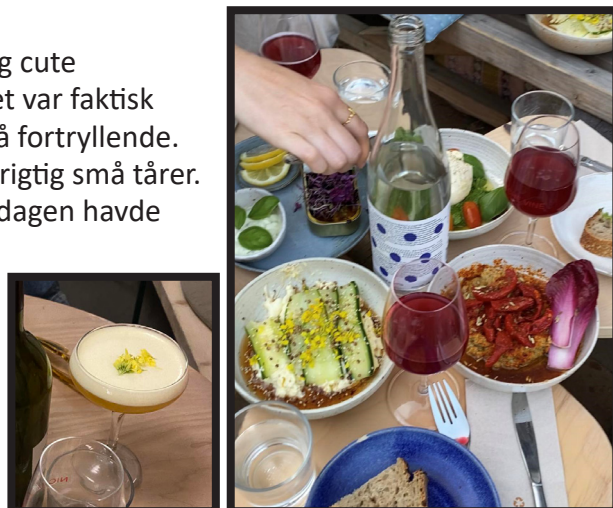 g cute
et var faktisk
å fortryllende.
rigtig små tårer.
dagen havde